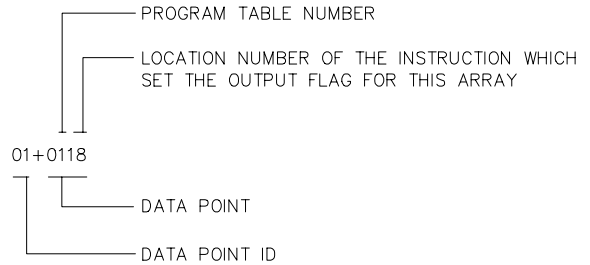 PROGRAM TABLE NUMBER
LOCATION NUMBER OF THE INSTRUCTION WHICH
SET THE OUTPUT FLAG FOR THIS ARRAY
01+0118
DATA POINT
DATA POINT ID